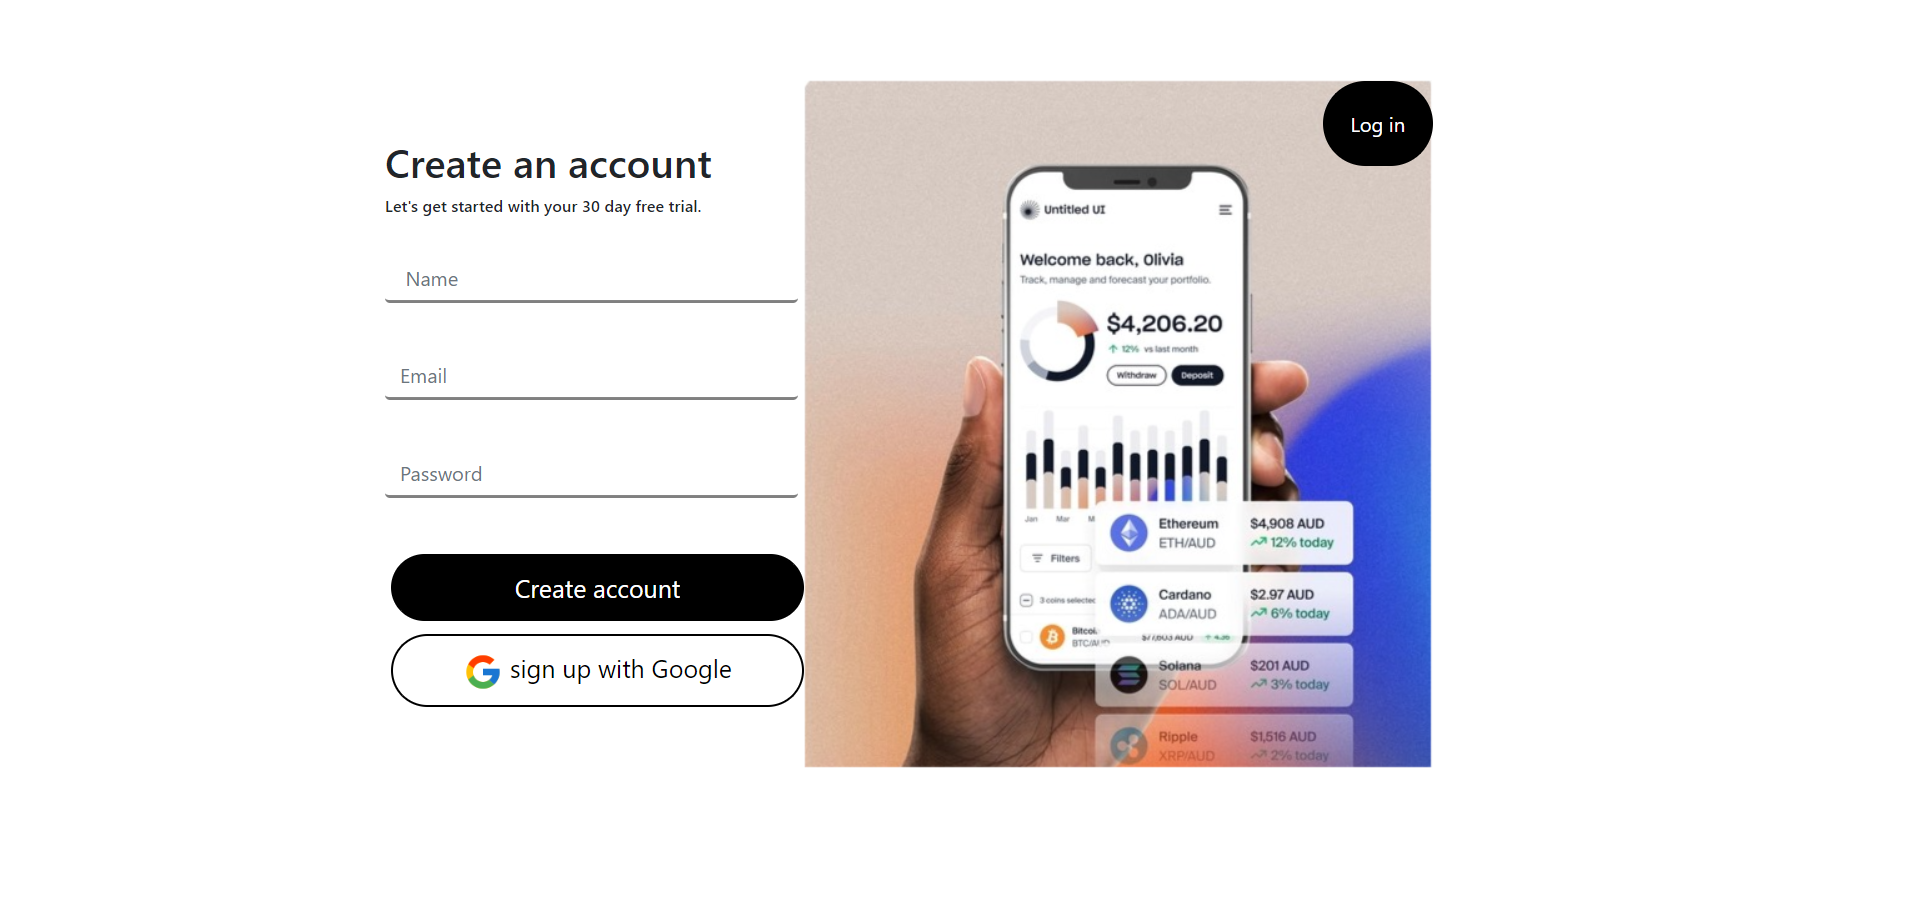 Create an account
Let's get started with your 30 day free trial.
Name
Email
Password
Create account
sign up with Google
Log in
Untitled UI
Welcome back, Olivia
Track, manage and forecast your portfolio.
$4,206.20
12% vs last month
Withdraw Deposit
Jan Mar
Filters
3 coins selected
BTC/AUD
Ethereum $4,908 AUD
ETH/AUD 12% today
Cardano $2.97 AUD
ADA/AUD 6% today
Solana $201 AUD
SOL/AUD 3% today
Ripple $1,516 AUD
XRP/AUD 2% today